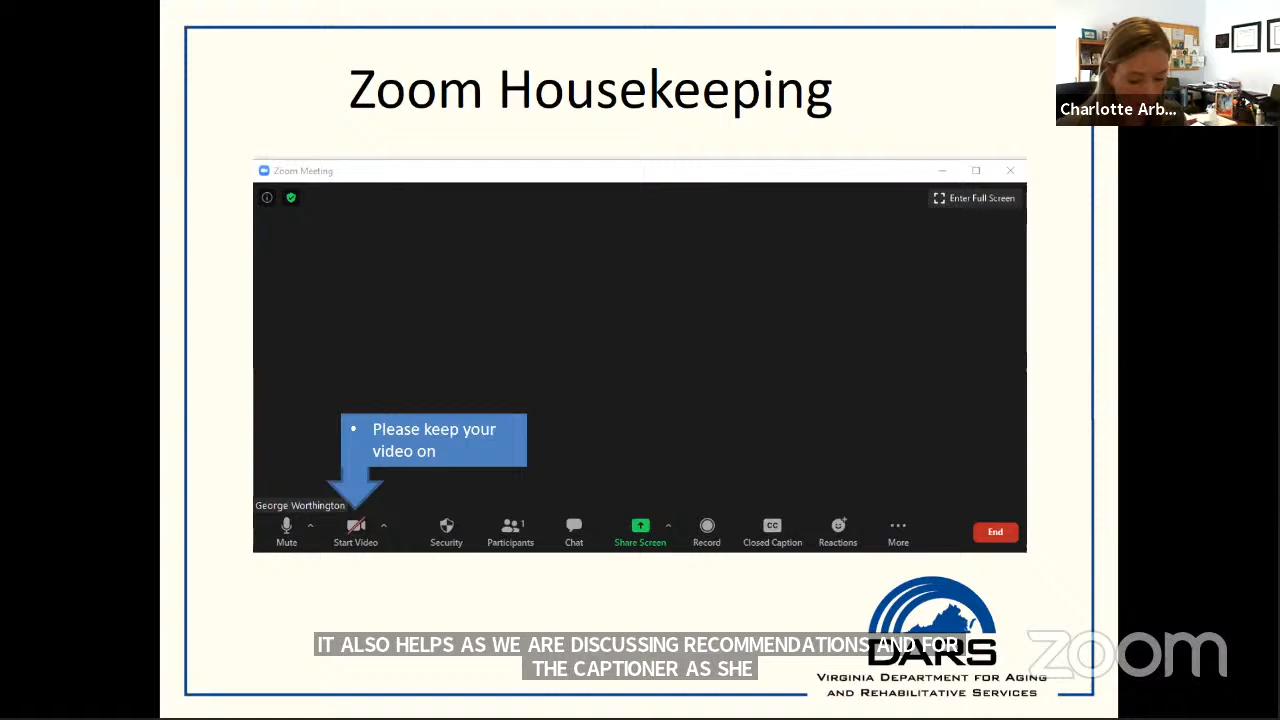 Zoom Housekeeping
Charlotte Arb...
Zoom Meeting
Enter Full Screen
• Please keep your
video on
George Worthington
Mute
Start Video
Security
1
Participants
Chat
Share Screen
Record
CC
Closed Caption
Reactions
More
End
IT ALSO HELPS AS WE ARE DISCUSSING RECOMMENDATIONS AND FOR
THE CAPTIONER AS SHE
DARS
VIRGINIA DEPARTMENT FOR AGING
AND REHABILITATIVE SERVICES
zoom